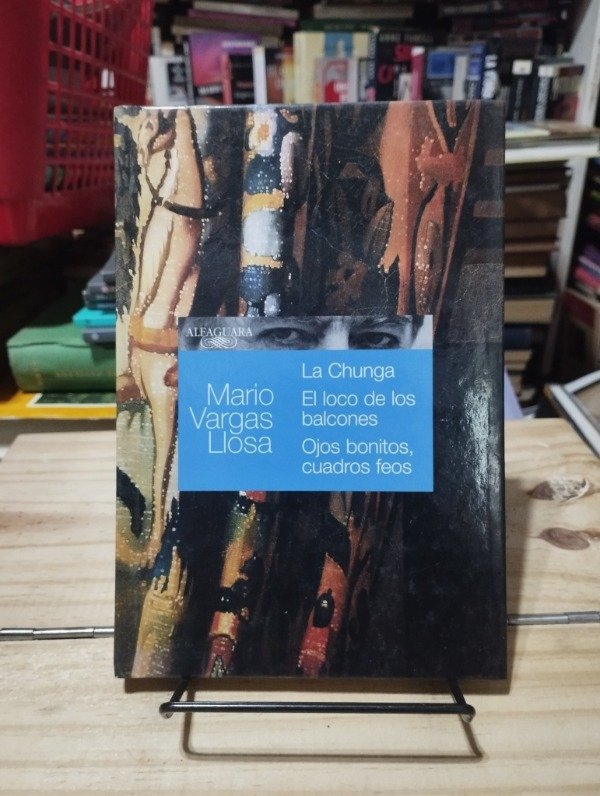 ALFAGUARA
Mario
Vargas
Llosa
La Chunga
El loco de los
balcones
Ojos bonitos,
cuadros feos